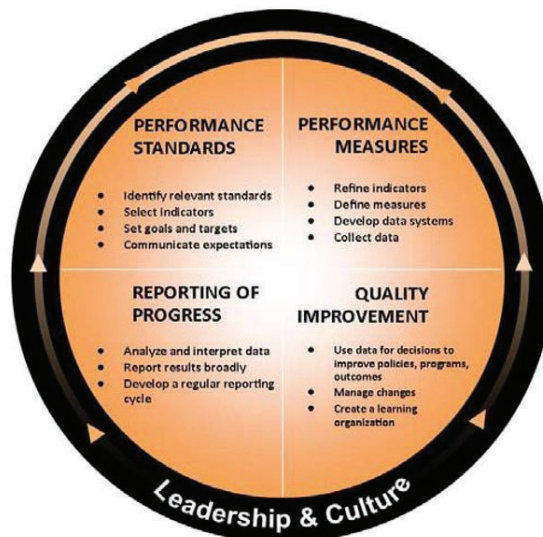 PERFORMANCE
STANDARDS
Identify relevant standards
Select indicators
Set goals and targets
Communicate expectations
PERFORMANCE
MEASURES
Refine indicators
Define measures
Develop data systems
Collect data
REPORTING OF
PROGRESS
Analyze and interpret data
Report results broadly
Develop a regular reporting
cycle
QUALITY
IMPROVEMENT
Use data for decisions to
improve policies, programs,
outcomes
Manage changes
Create a learning
organization
Leadership & Culture